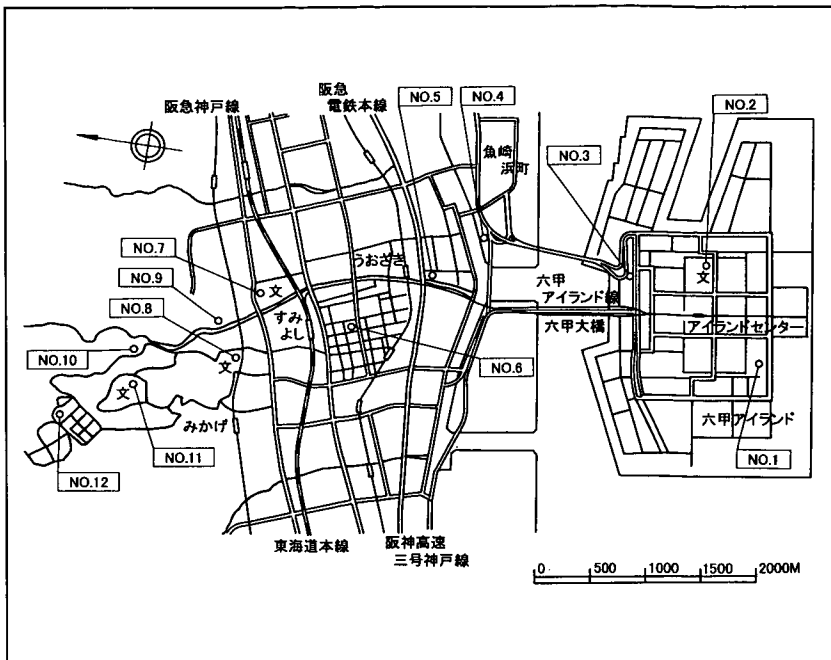 阪急神戸線
阪急
電鉄本線
NO.5
NO.4
NO.2
魚崎
浜町
NO.3
NO.7
文
うおざき
NO.9
NO.8
六甲
アイランド線
文
すみ
よし
六甲大橋
アイランドセンター
NO.10
文
NO.6
文
みかげ
NO.11
六甲アイランド
NO.12
NO.1
東海道本線
阪神高速
三号神戸線
0 500 1000 1500 2000M